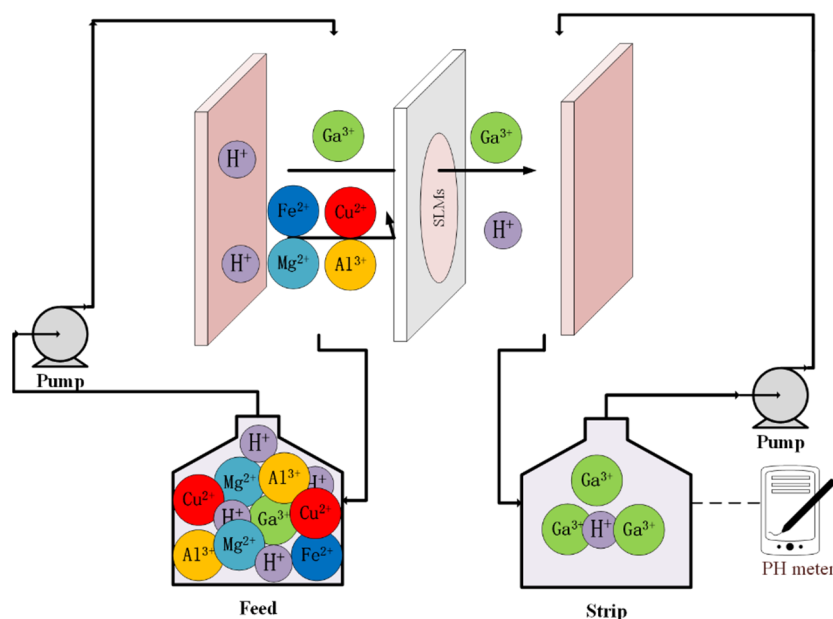 Ga³⁺
Ga³⁺
H⁺
Fe²⁺
Cu²⁺
SLMs
H⁺
H⁺
Mg²⁺
Al³⁺
Pump
Pump
H⁺
Mg²⁺
Al³⁺
H⁺
Cu²⁺
H⁺
Ga³⁺
Cu²⁺
Al³⁺
Mg²⁺
H⁺
Fe²⁺
Ga³⁺
Ga³⁺
H⁺
Ga³⁺
PH meter
Feed
Strip